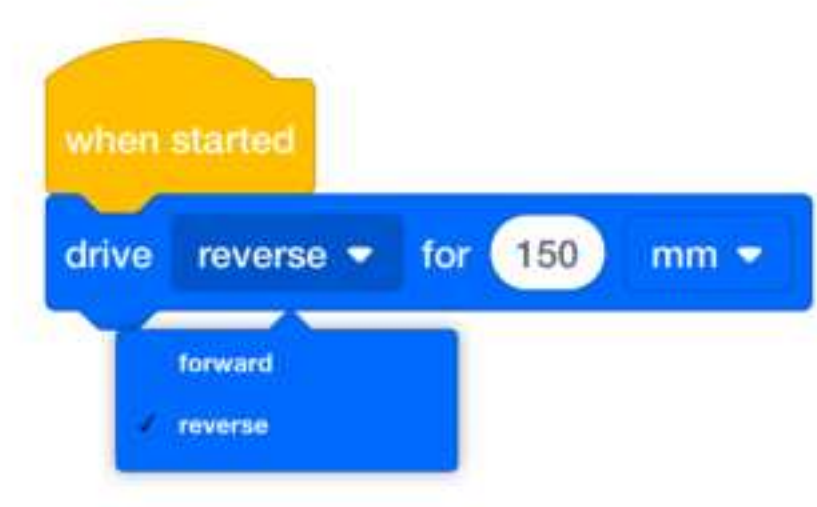 when started
drive reverse for 150 mm
forward
✓ reverse